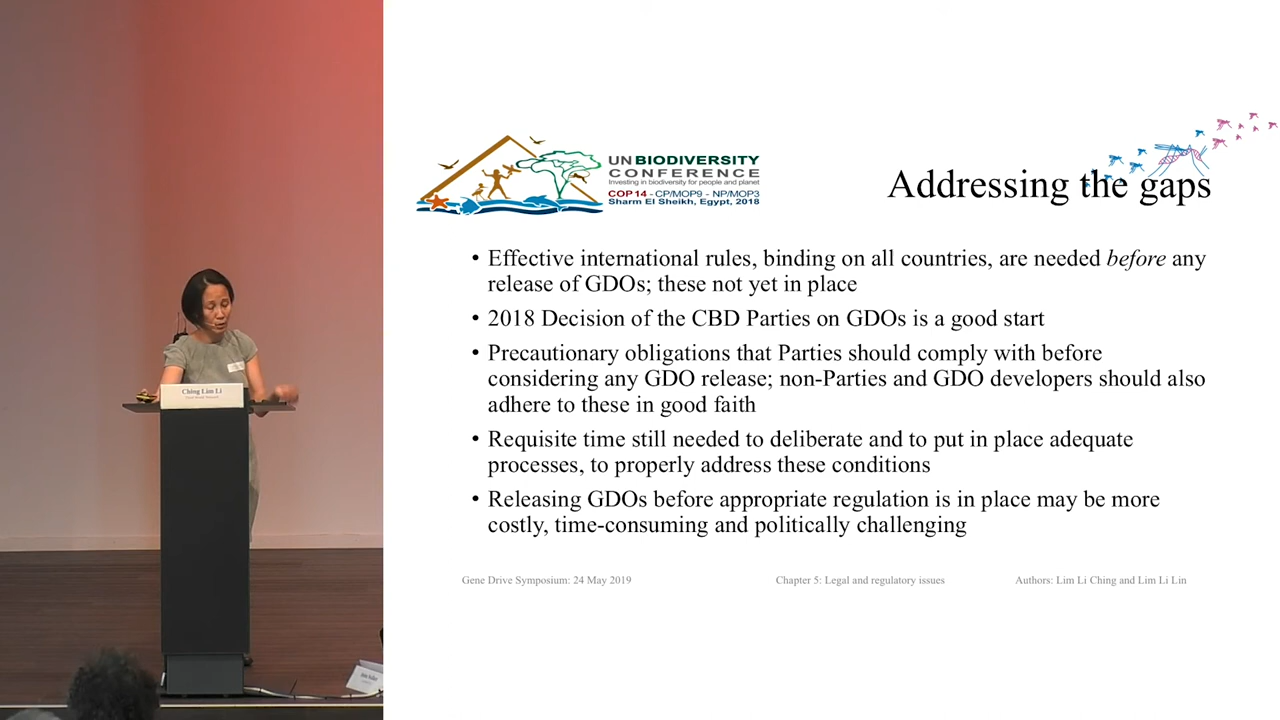 Ching Lim Li
UN BIODIVERSITY
CONFERENCE
Investing in biodiversity for people and planet
COP14 - CP/MOP9 - NP/MOP3
Sharm El Sheikh, Egypt, 2018
Addressing the gaps
• Effective international rules, binding on all countries, are needed before any
release of GDOs; these not yet in place
• 2018 Decision of the CBD Parties on GDOs is a good start
• Precautionary obligations that Parties should comply with before
considering any GDO release; non-Parties and GDO developers should also
adhere to these in good faith
• Requisite time still needed to deliberate and to put in place adequate
processes, to properly address these conditions
• Releasing GDOs before appropriate regulation is in place may be more
costly, time-consuming and politically challenging
Gene Drive Symposium: 24 May 2019
Chapter 5: Legal and regulatory issues
Authors: Lim Li Ching and Lim Li Lin